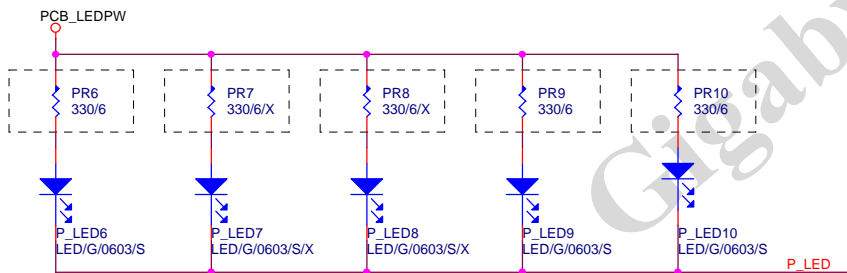 PCB_LEDPW
PR6
330/6
PR7
330/6/X
PR8
330/6/X
PR9
330/6
PR10
330/6
P_LED6
LED/G/0603/S
P_LED7
LED/G/0603/S/X
P_LED8
LED/G/0603/S/X
P_LED9
LED/G/0603/S
P_LED10
LED/G/0603/S
P_LED
Gigaby